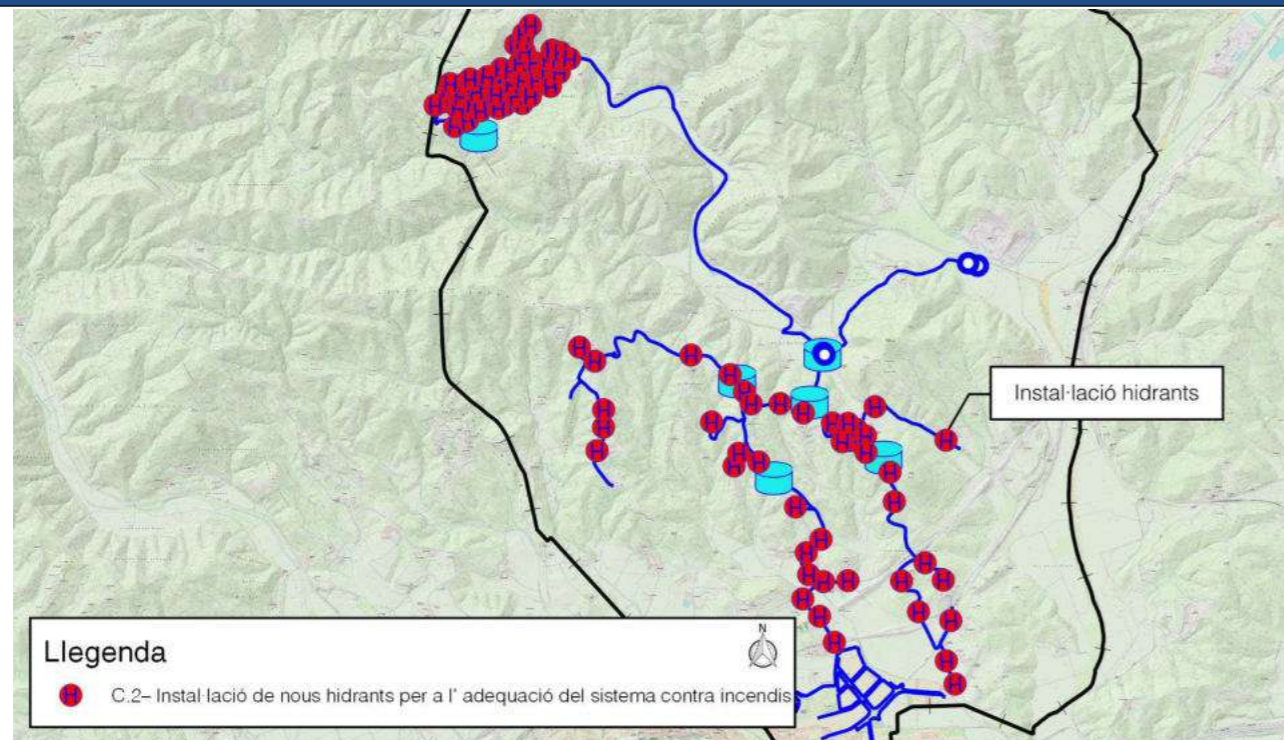 Instal·lació hidrants
Llegenda
N
H C.2– Instal·lació de nous hidrants per a l' adequació del sistema contra incendis